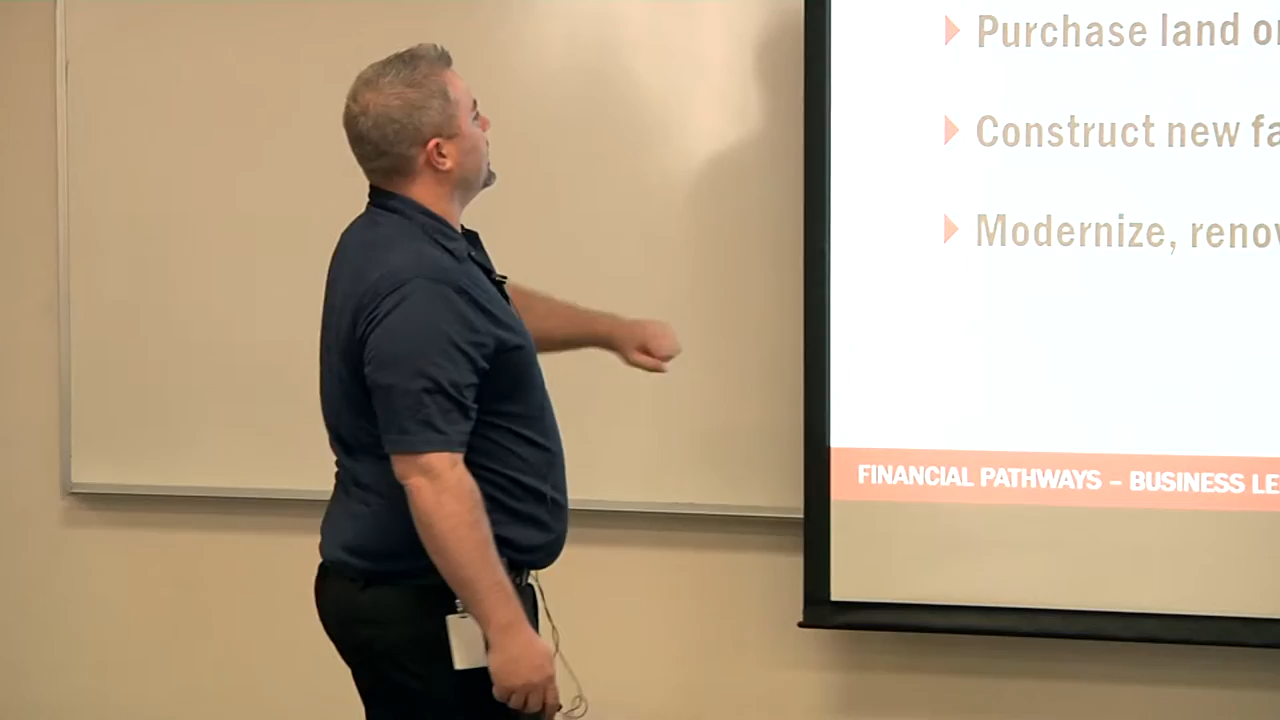 Purchase land or
Construct new fa
Modernize, renov
FINANCIAL PATHWAYS – BUSINESS LE